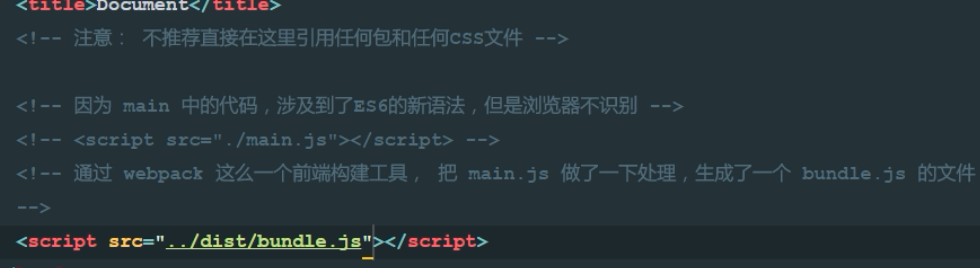 <title>Document</title>
<!-- 注意： 不推荐直接在这里引用任何包和任何css文件 -->
<!-- 因为 main 中的代码，涉及到了ES6的新语法，但是浏览器不识别 -->
<!-- <script src="./main.js"></script> -->
<!-- 通过 webpack 这么一个前端构建工具， 把 main.js 做了一下处理，生成了一个 bundle.js 的文件
-->
<script src="../dist/bundle.js"></script>